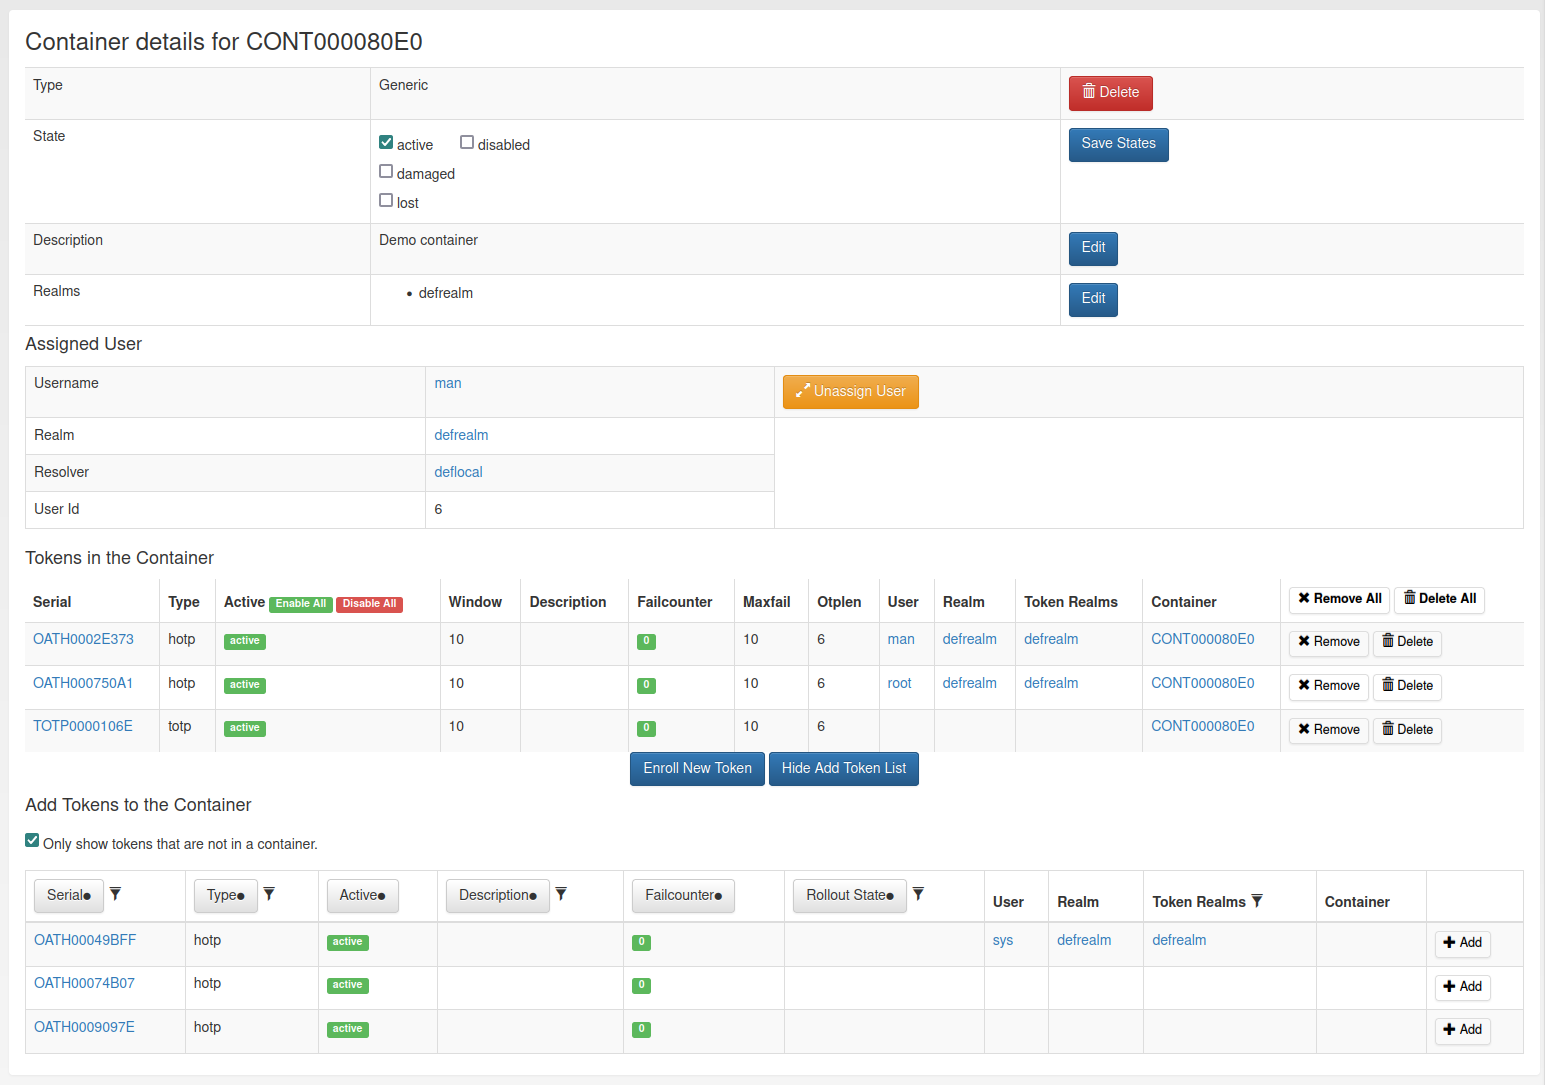 Container details for CONT000080E0
Type Generic Delete
State active disabled Save States
damaged
lost
Description Demo container Edit
Realms • defrealm Edit
Assigned User
Username man Unassign User
Realm defrealm
Resolver deflocal
User Id 6
Tokens in the Container
Serial Type Active Enable All Disable All Window Description Failcounter Maxfail Otplen User Realm Token Realms Container Remove All Delete All
OATH0002E373 hotp active 10 0 10 6 man defrealm defrealm CONT000080E0 Remove Delete
OATH000750A1 hotp active 10 0 10 6 root defrealm defrealm CONT000080E0 Remove Delete
TOTP0000106E totp active 10 0 10 6 CONT000080E0 Remove Delete
Enroll New Token Hide Add Token List
Add Tokens to the Container
Only show tokens that are not in a container.
Serial Type Active Description Failcounter Rollout State User Realm Token Realms Container
OATH00049BFF hotp active 0 sys defrealm defrealm Add
OATH00074B07 hotp active 0 Add
OATH0009097E hotp active 0 Add